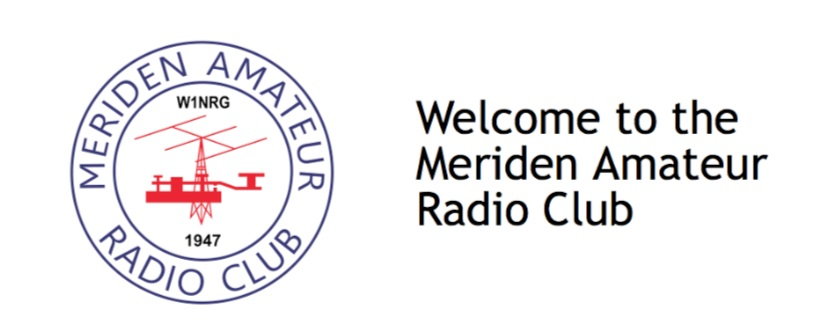 MERIDEN AMATEUR
W1NRG
1947
RADIO CLUB
Welcome to the
Meriden Amateur
Radio Club